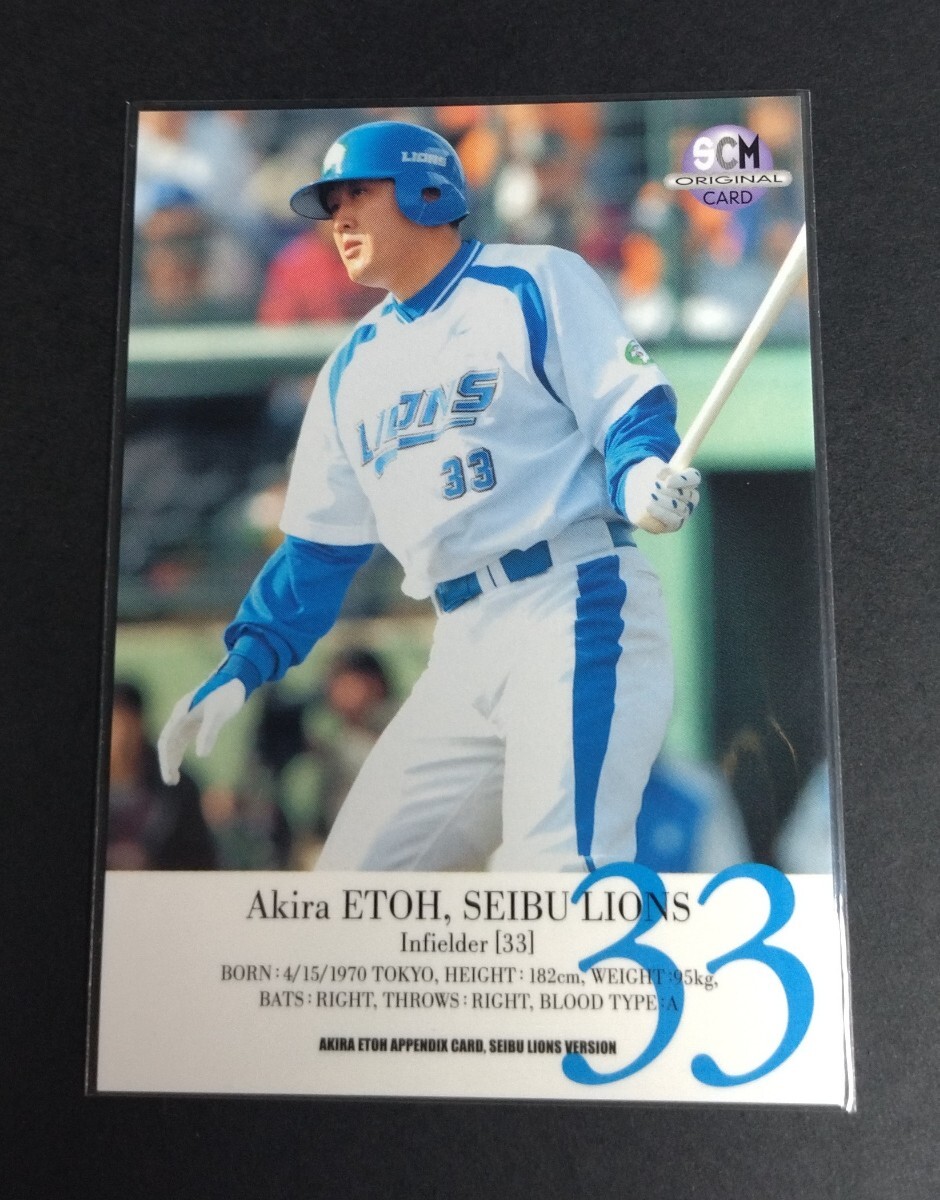 LIONS
SCM
ORIGINAL
CARD
LIONS
33
Akira ETOH, SEIBU LIONS
Infielder [33]
BORN:4/15/1970 TOKYO, HEIGHT:182cm, WEIGHT:95kg,
BATS:RIGHT, THROWS:RIGHT, BLOOD TYPE:A
33
AKIRA ETOH APPENDIX CARD, SEIBU LIONS VERSION